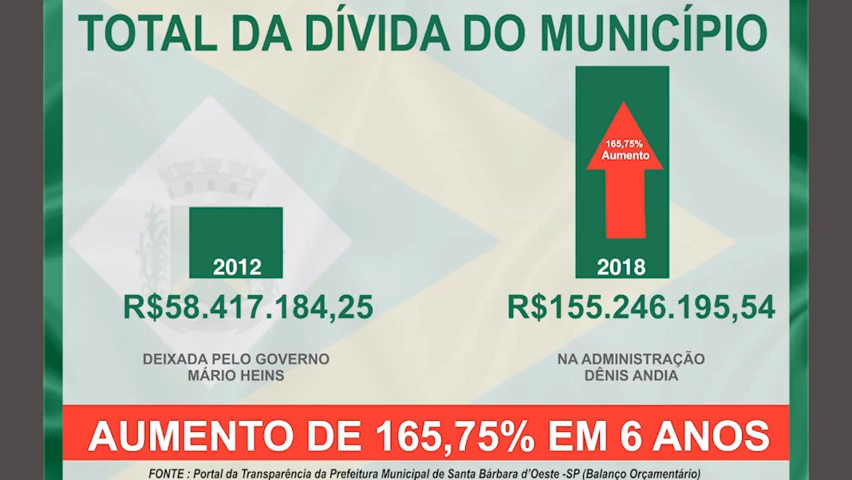 TOTAL DA DÍVIDA DO MUNICÍPIO
165,75%
Aumento
2012
2018
R$58.417.184,25
R$155.246.195,54
DEIXADA PELO GOVERNO
MÁRIO HEINS
NA ADMINISTRAÇÃO
DÊNIS ANDIA
AUMENTO DE 165,75% EM 6 ANOS
FONTE : Portal da Transparência da Prefeitura Municipal de Santa Bárbara d'Oeste -SP (Balanço Orçamentário)